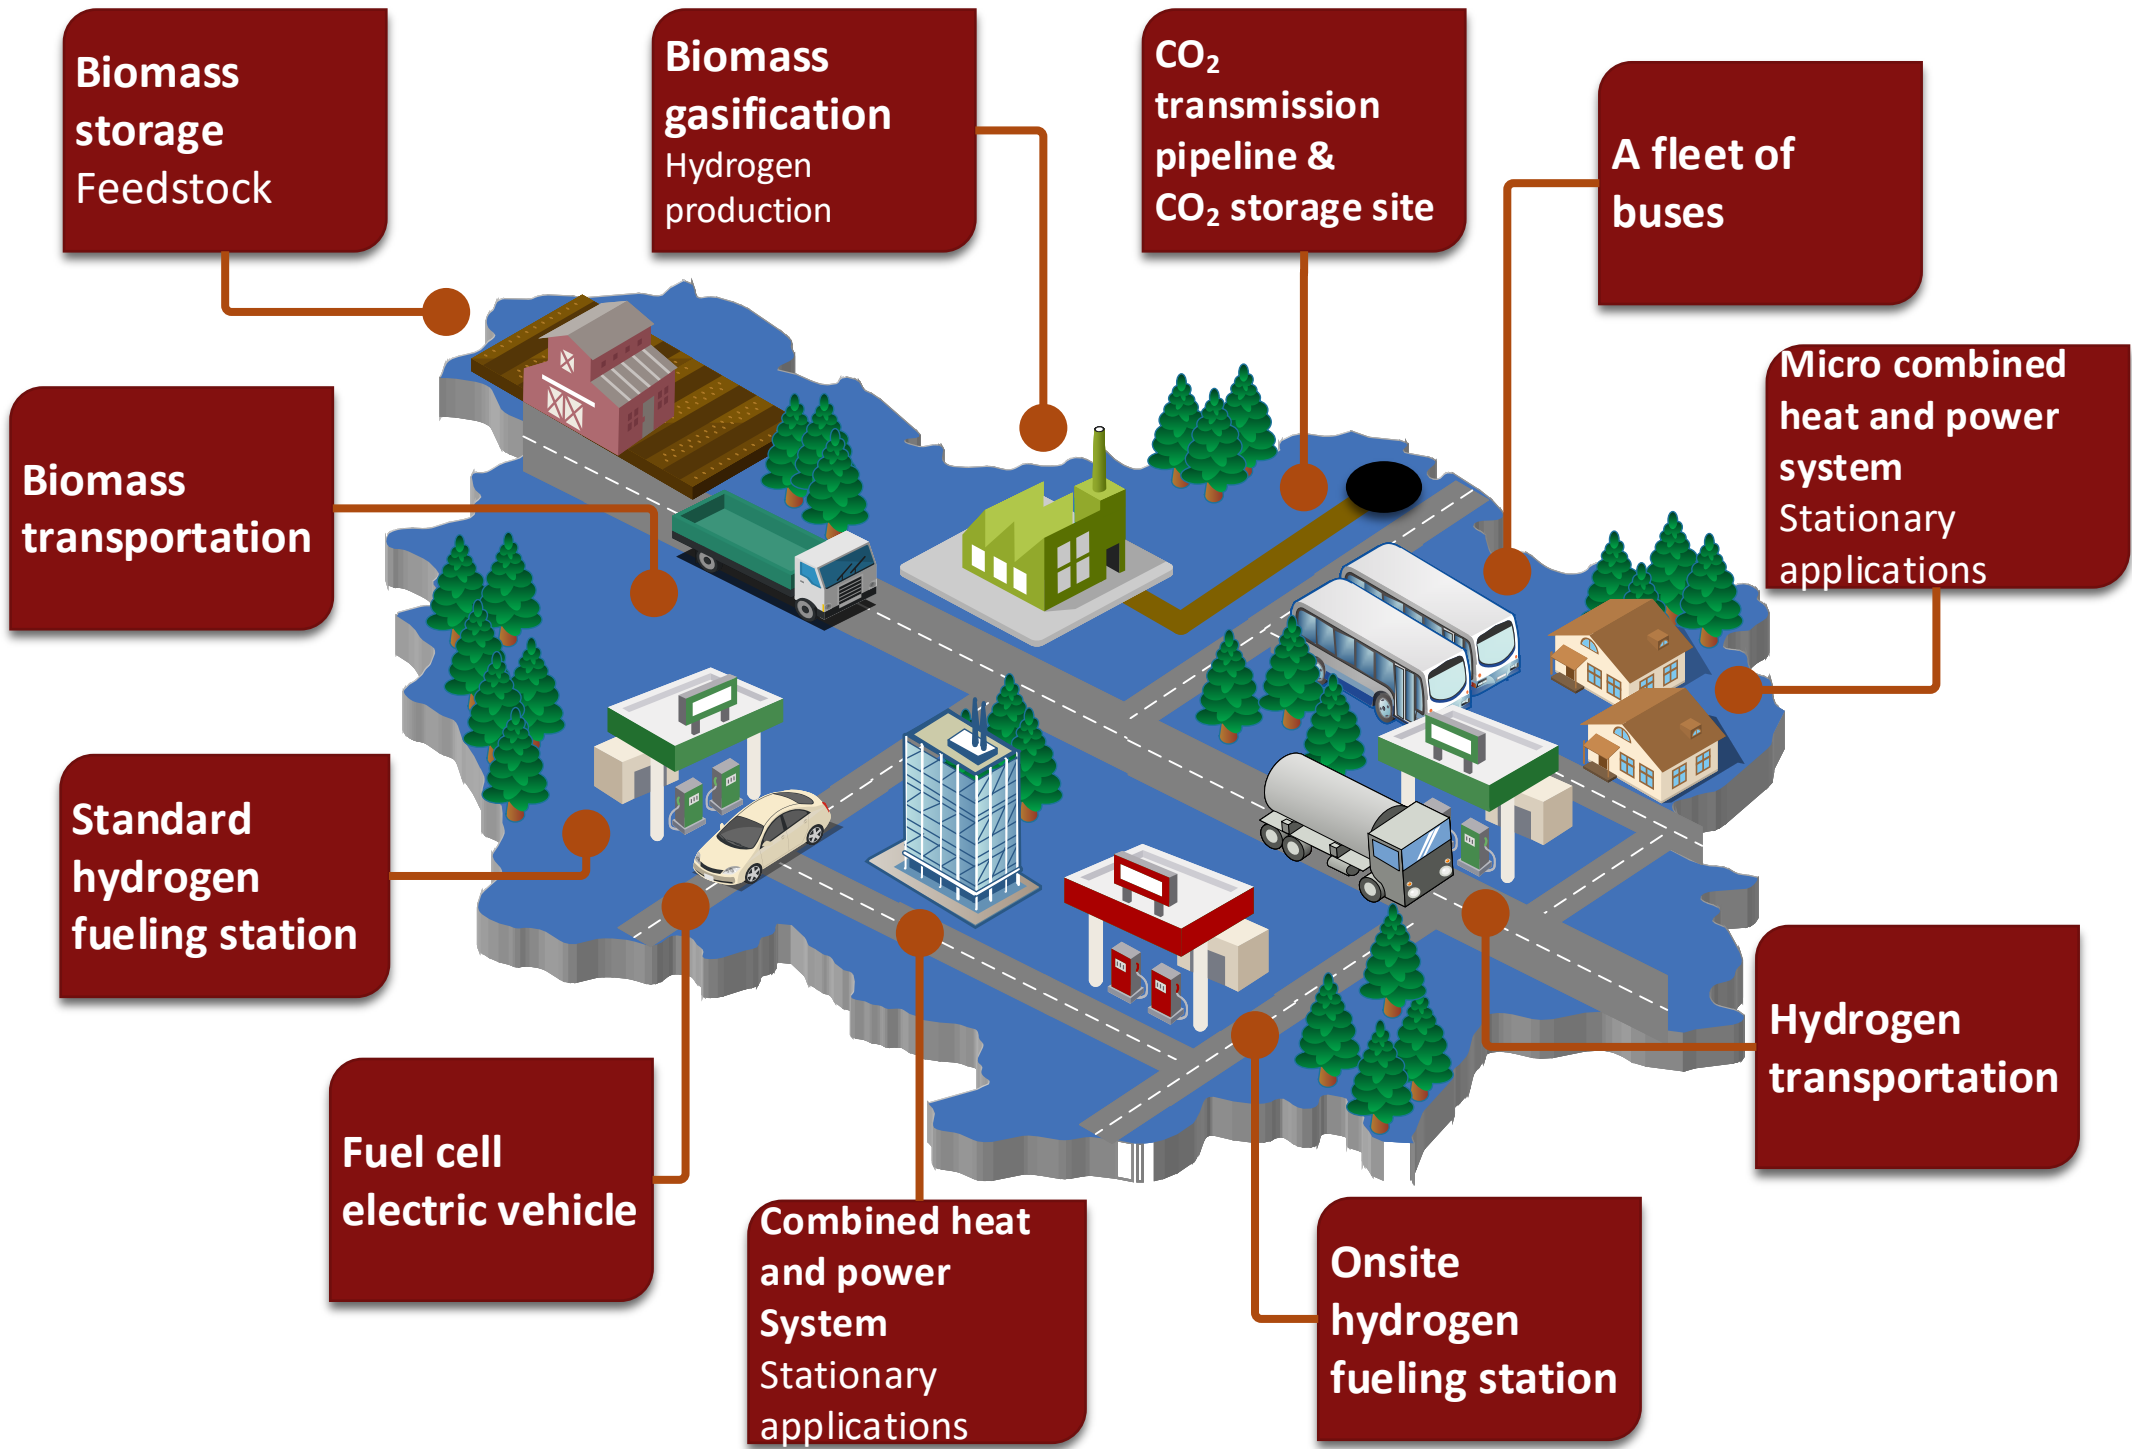 Biomass
storage
Feedstock
Biomass
gasification
Hydrogen
production
CO₂
transmission
pipeline &
CO₂ storage site
A fleet of
buses
Micro combined
heat and power
system
Stationary
applications
Biomass
transportation
Standard
hydrogen
fueling station
Hydrogen
transportation
Fuel cell
electric vehicle
Combined heat
and power
System
Stationary
applications
Onsite
hydrogen
fueling station